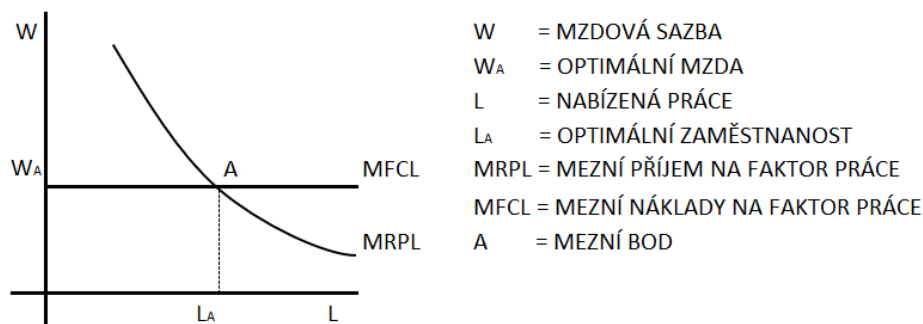 W
WA
A
MFCL
MRPL
LA
L
W = MZDOVÁ SAZBA
WA = OPTIMÁLNÍ MZDA
L = NABÍZENÁ PRÁCE
LA = OPTIMÁLNÍ ZAMĚSTNANOST
MRPL = MEZNÍ PŘÍJEM NA FAKTOR PRÁCE
MFCL = MEZNÍ NÁKLADY NA FAKTOR PRÁCE
A = MEZNÍ BOD